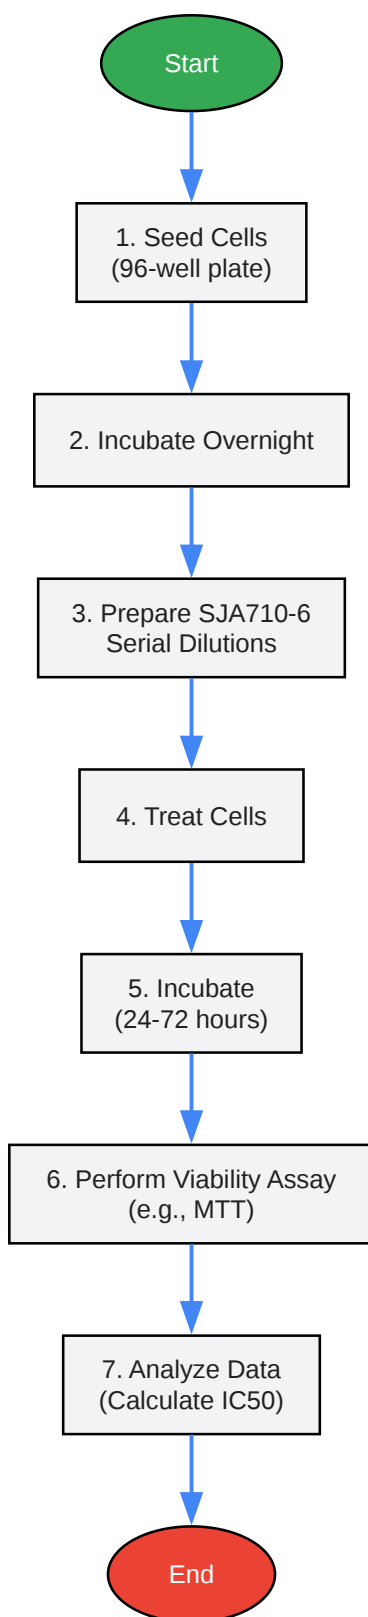 Start
1. Seed Cells
(96-well plate)
2. Incubate Overnight
3. Prepare SJA710-6
Serial Dilutions
4. Treat Cells
5. Incubate
(24-72 hours)
6. Perform Viability Assay
(e.g., MTT)
7. Analyze Data
(Calculate IC50)
End